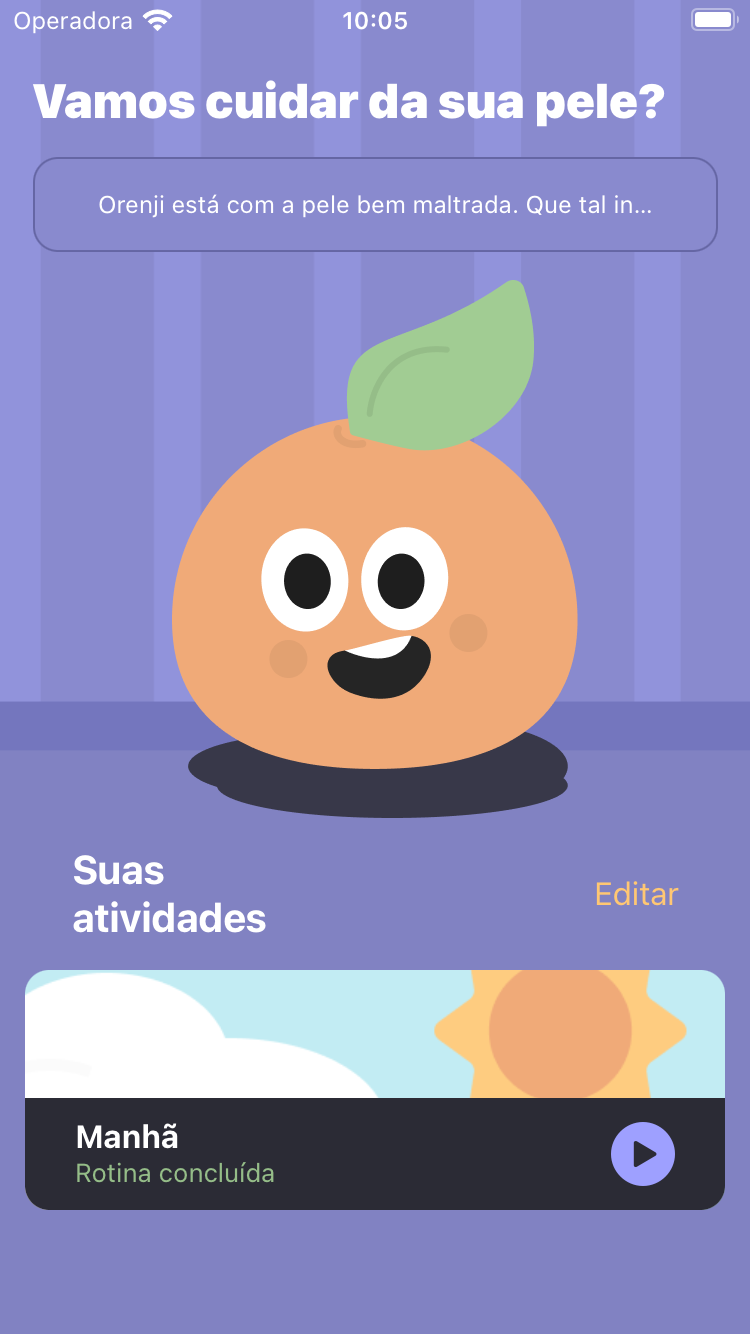 Operadora
10:05
Vamos cuidar da sua pele?
Orenji está com a pele bem maltrada. Que tal in...
Suas
atividades
Editar
Manhã
Rotina concluída